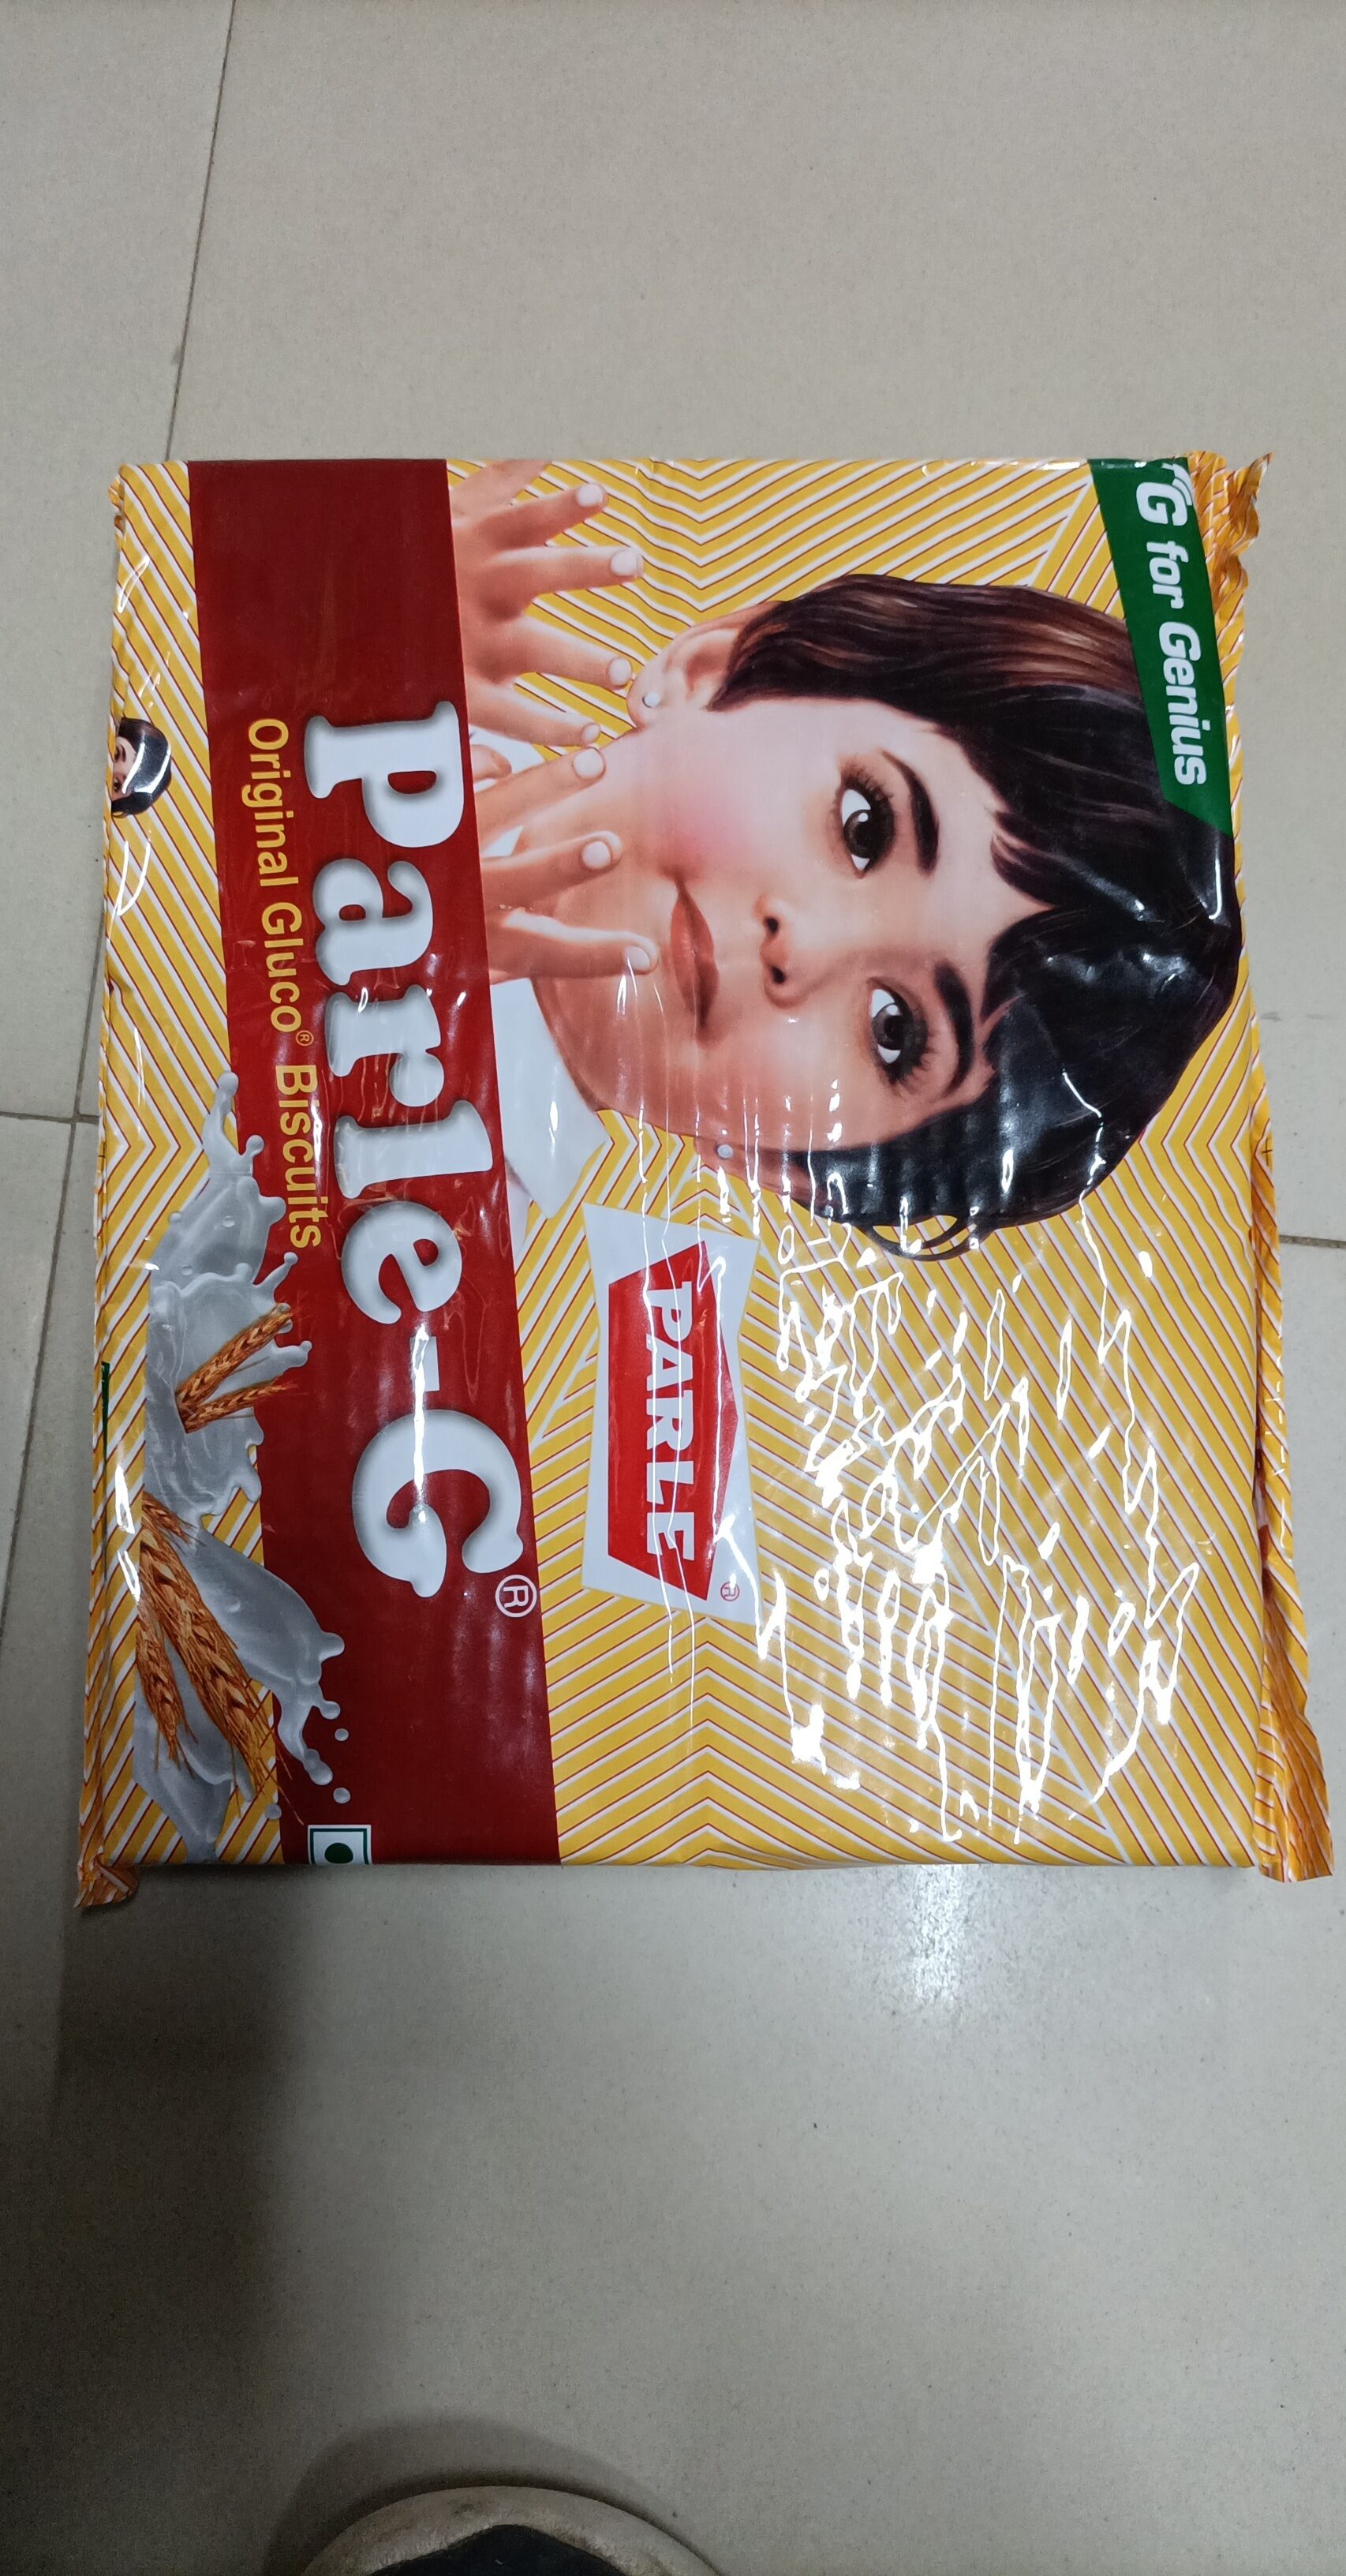 G for Genius
PARLE®
Parle-G®
Original Gluco® Biscuits